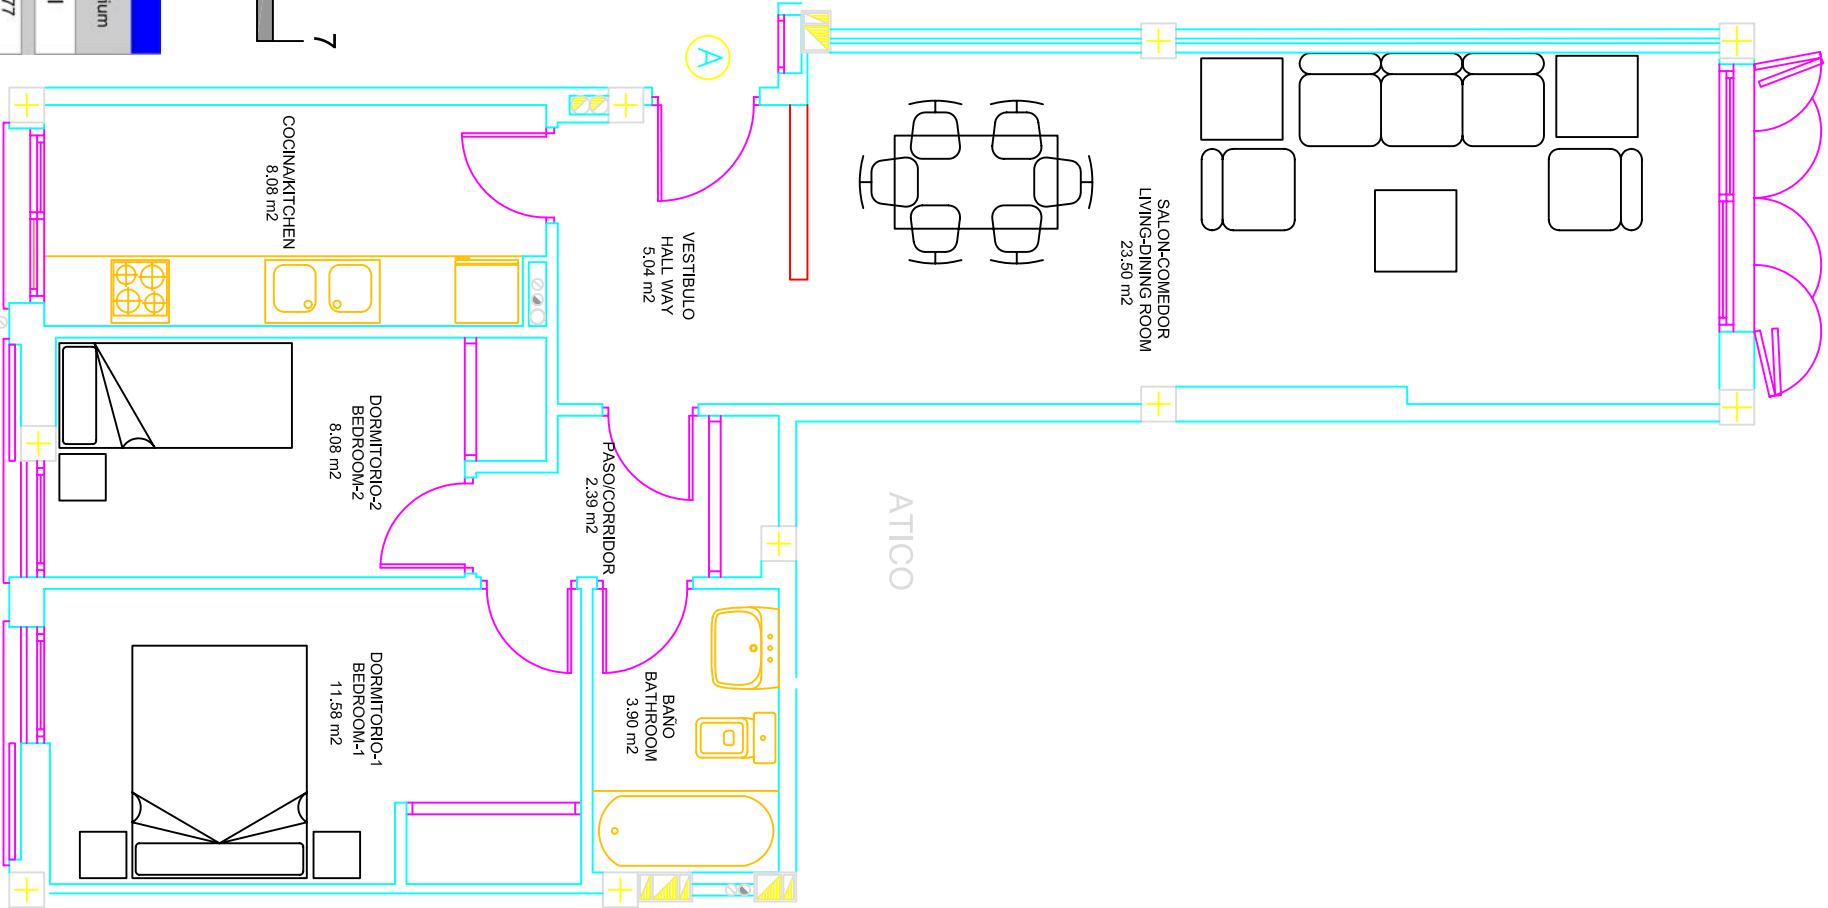 7
A
COCINA/KITCHEN
8.08 m2
VESTIBULO
HALL WAY
5.04 m2
SALON-COMEDOR
LIVING-DINING ROOM
23.50 m2
DORMITORIO-2
BEDROOM-2
8.08 m2
PASO/CORRIDOR
2.39 m2
ATICO
DORMITORIO-1
BEDROOM-1
11.58 m2
BAÑO
BATHROOM
3.90 m2